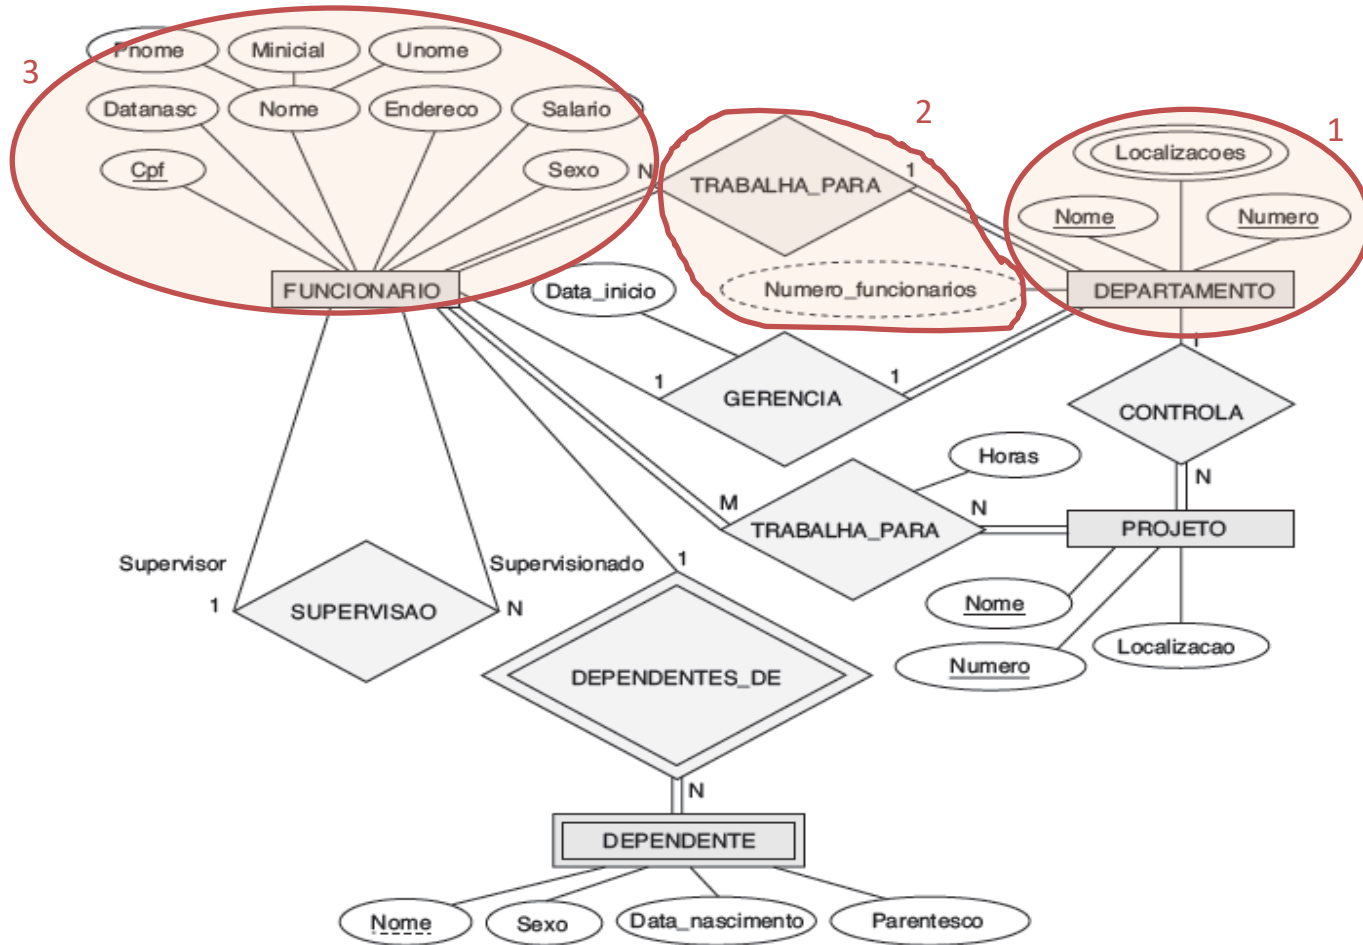 3
Pnome
Minicial
Unome
Datanasc
Nome
Endereco
Salario
Cpf
Sexo
FUNCIONARIO
N
TRABALHA_PARA
1
2
1
Localizacoes
Nome
Numero
DEPARTAMENTO
Data_inicio
Numero_funcionarios
1
GERENCIA
1
1
CONTROLA
N
Horas
M
TRABALHA_PARA
N
PROJETO
Nome
Numero
Localizacao
Supervisor
1
SUPERVISAO
Supervisionado
N
1
DEPENDENTES_DE
N
DEPENDENTE
Nome
Sexo
Data_nascimento
Parentesco